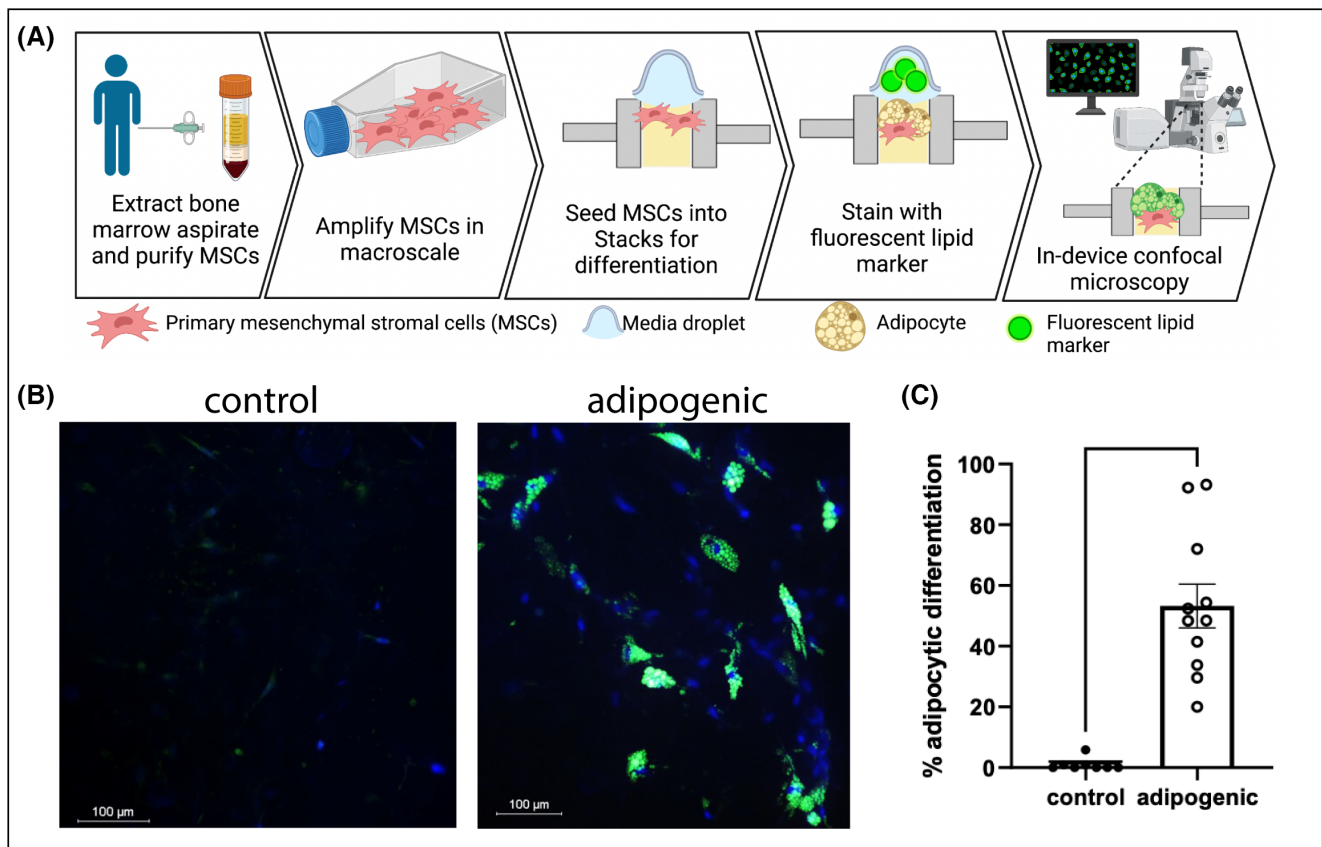 (A)
Extract bone
marrow aspirate
and purify MSCs
Amplify MSCs in
macroscale
Seed MSCs into
Stacks for
differentiation
Stain with
fluorescent lipid
marker
In-device confocal
microscopy
Primary mesenchymal stromal cells (MSCs)
Media droplet
Adipocyte
Fluorescent lipid
marker
(B)
control
adipogenic
100 µm
100 µm
(C)
% adipocytic differentiation
100
80
60
40
20
0
control adipogenic